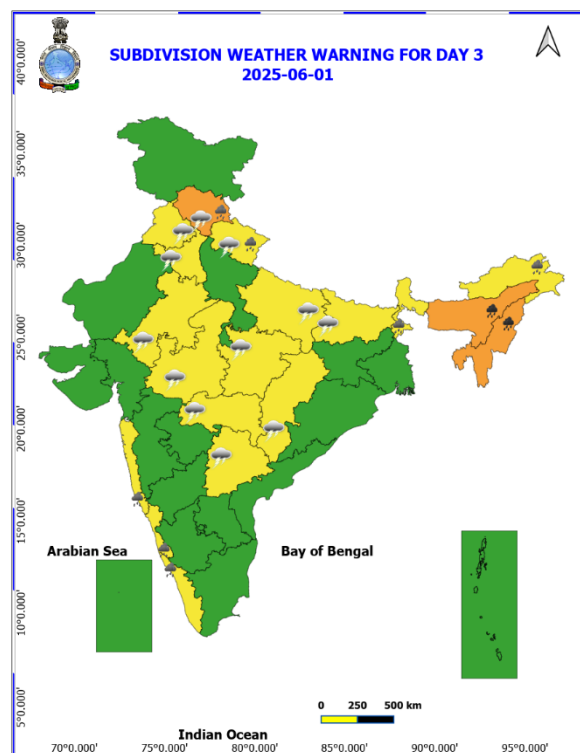 SUBDIVISION WEATHER WARNING FOR DAY 3
2025-06-01
40°0.000'
35°0.000'
30°0.000'
25°0.000'
20°0.000'
15°0.000'
10°0.000'
5°0.000'
Arabian Sea
Bay of Bengal
0 250 500 km
Indian Ocean
70°0.000' 75°0.000' 80°0.000' 85°0.000' 90°0.000' 95°0.000'